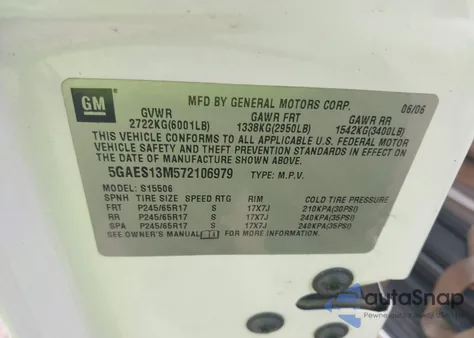 GM
MFD BY GENERAL MOTORS CORP. 06/06
GVWR GAWR FRT GAWR RR
2722KG(6001LB) 1338KG(2950LB) 1542KG(3400LB)
THIS VEHICLE CONFORMS TO ALL APPLICABLE U.S. FEDERAL MOTOR
VEHICLE SAFETY AND THEFT PREVENTION STANDARDS IN EFFECT ON
THE DATE OF MANUFACTURE SHOWN ABOVE.
5GAES13M572106979 TYPE: M.P.V.
MODEL: S15506
SPNH TIRE SIZE SPEED RTG RIM COLD TIRE PRESSURE
FRT P245/65R17 S 17X7J 210KPA(30PSI)
RR P245/65R17 S 17X7J 240KPA(35PSI)
SPA P245/65R17 S 17X7J 240KPA(35PSI)
SEE OWNER'S MANUAL FOR MORE INFORMATION.
autoSnap